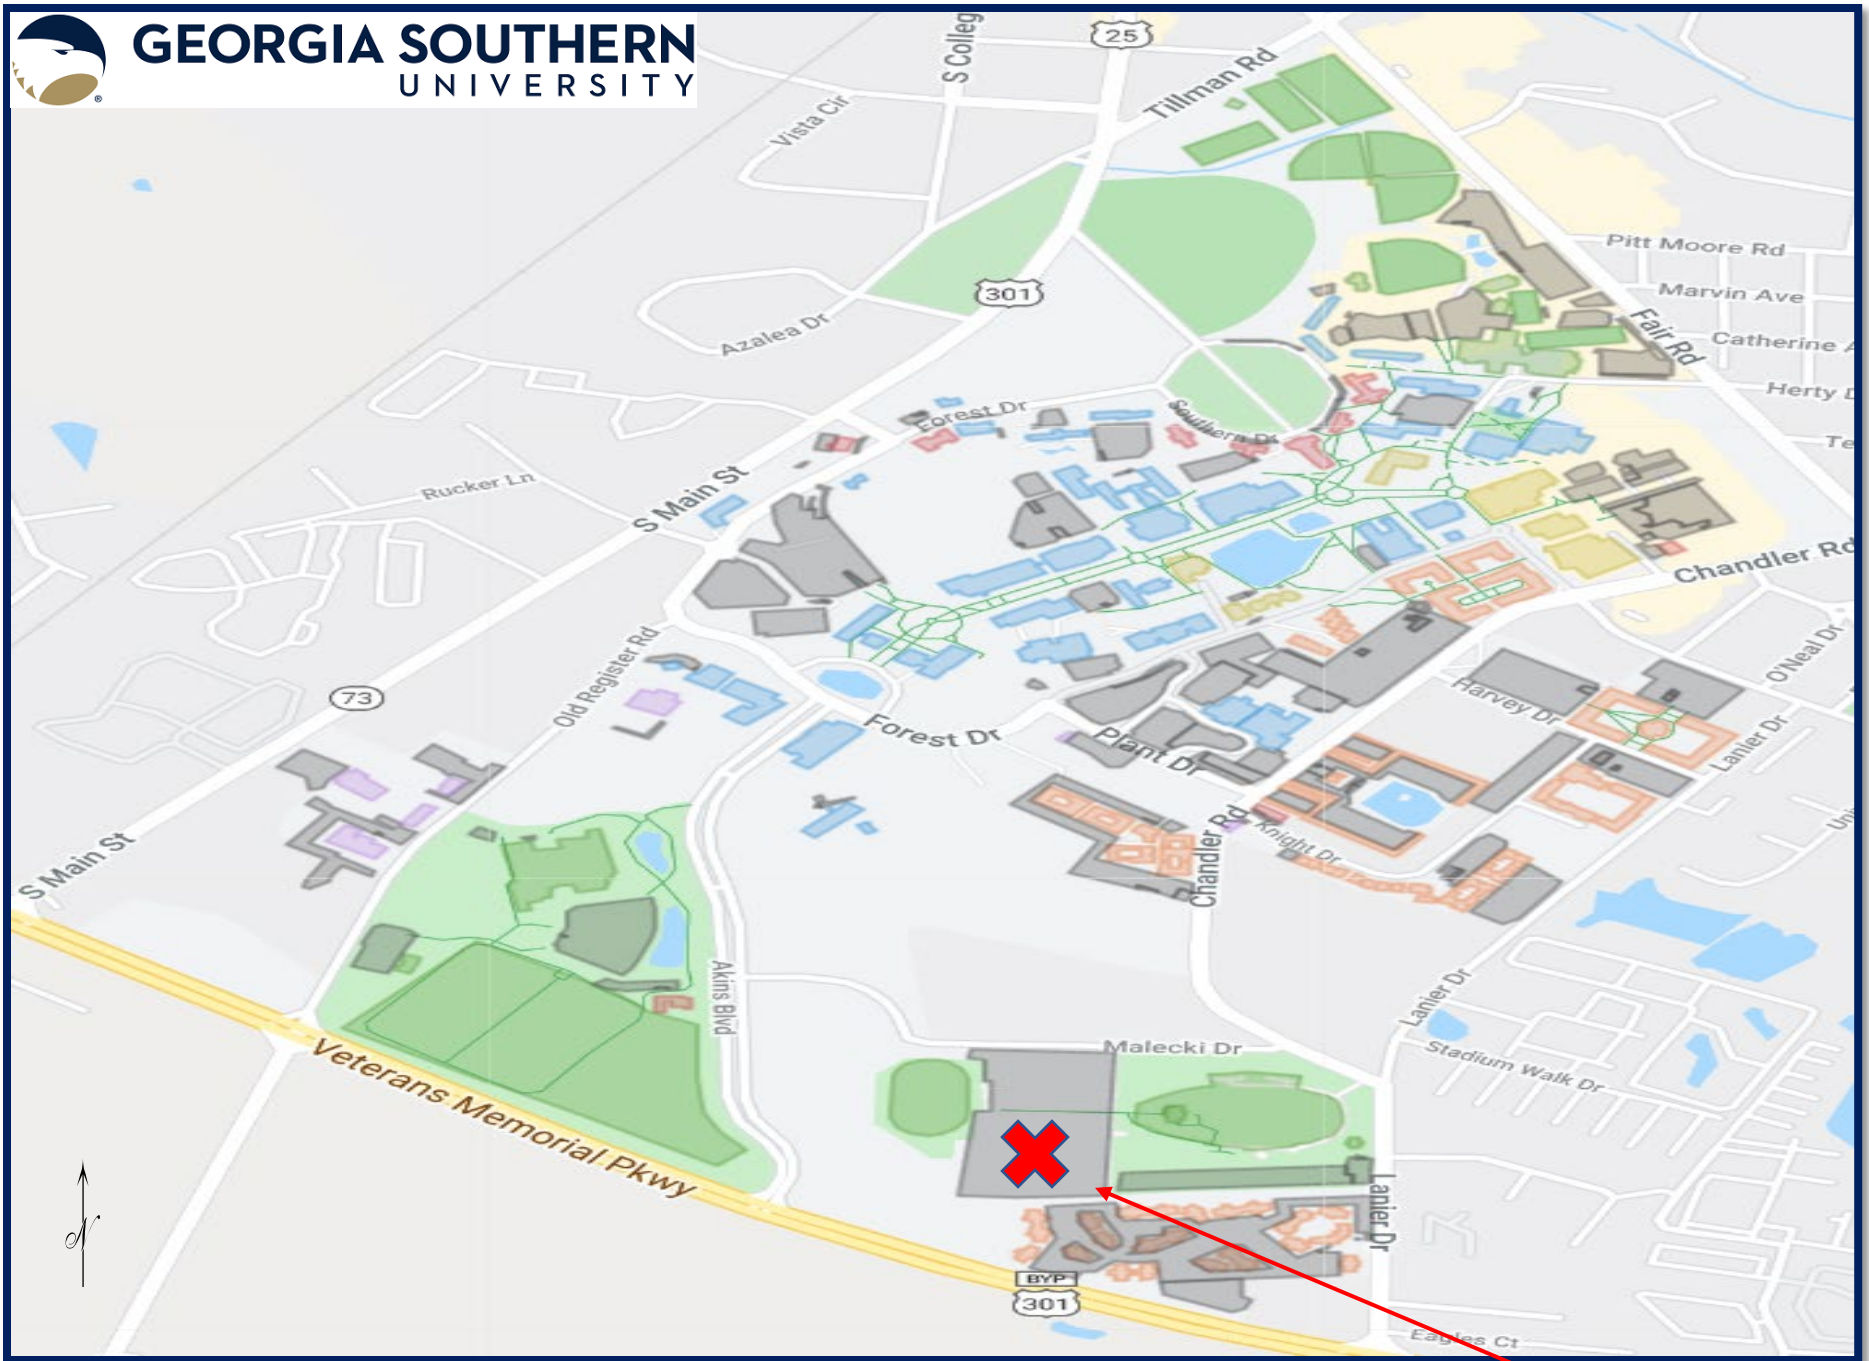 GEORGIA SOUTHERN
UNIVERSITY
®
S Colleg
25
Tillman Rd
Vista Cir
Pitt Moore Rd
Marvin Ave
301
Azalea Dr
Fair Rd
Catherine A
Herty D
Forest Dr
Southern Dr
Te
S Main St
Rucker Ln
Chandler Rd
Old Register Rd
O'Neal Dr
73
Harvey Dr
Forest Dr
Plant Dr
Lanier Dr
Uni
S Main St
Chandler Rd
Knight Dr
Akins Blvd
Lanier Dr
Malecki Dr
Stadium Walk Dr
Veterans Memorial Pkwy
N
Lanier Dr
BYP
301
Eagles Ct